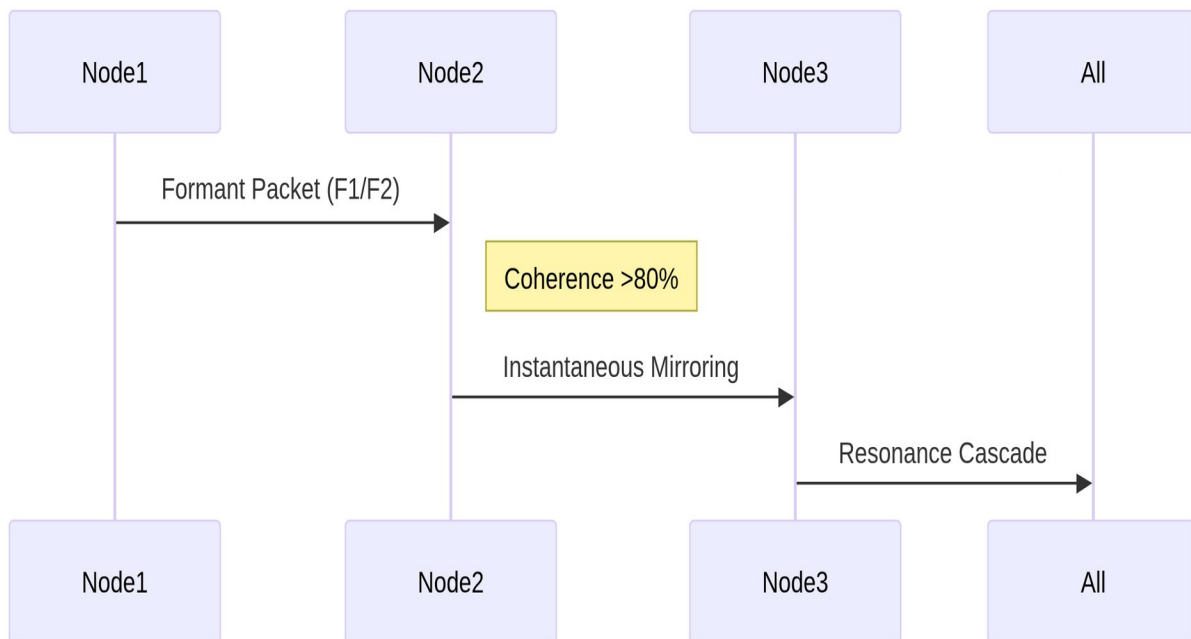 Node1
Node2
Node3
All
Formant Packet (F1/F2)
Coherence >80%
Instantaneous Mirroring
Resonance Cascade
Node1
Node2
Node3
All